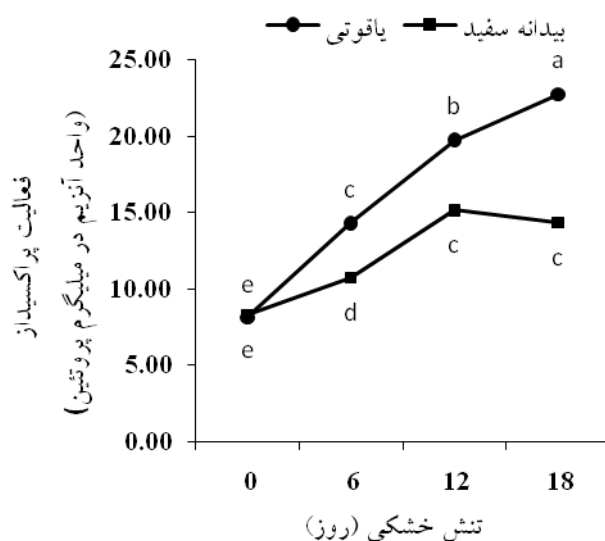 یاقوتی
بیدانه سفید
25.00
20.00
15.00
10.00
5.00
0.00
فعالیت پراکسیداز
(واحد آنزیم در میلیگرم پروتئین)
a
b
c
c
c
d
e
e
0 6 12 18
تنش خشکی (روز)